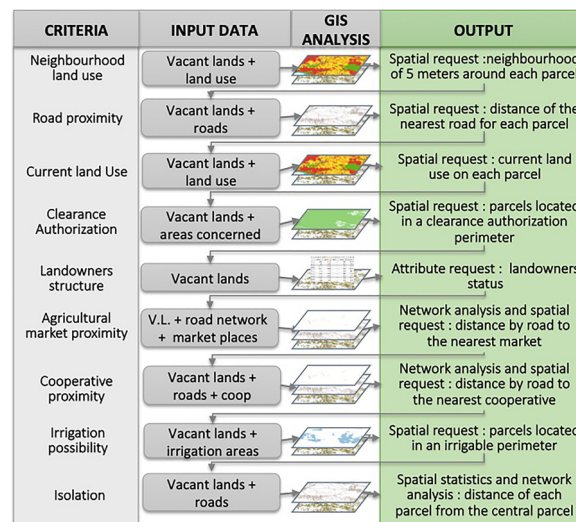 CRITERIA
INPUT DATA
GIS
ANALYSIS
OUTPUT
Neighbourhood
land use
Vacant lands +
land use
Spatial request :neighbourhood
of 5 meters around each parcel
Road proximity
Vacant lands +
roads
Spatial request : distance of the
nearest road for each parcel
Current land Use
Vacant lands +
land use
Spatial request : current land
use on each parcel
Clearance
Authorization
Vacant lands +
areas concerned
Spatial request : parcels located
in a clearance authorization
perimeter
Landowners
structure
Vacant lands
Attribute request : landowners
status
Agricultural
market proximity
V.L. + road network
+ market places
Network analysis and spatial
request : distance by road to
the nearest market
Cooperative
proximity
Vacant lands +
roads + coop
Network analysis and spatial
request : distance by road to
the nearest cooperative
Irrigation
possibility
Vacant lands +
irrigation areas
Spatial request : parcels located
in an irrigable perimeter
Isolation
Vacant lands +
roads
Spatial statistics and network
analysis : distance of each
parcel from the central parcel